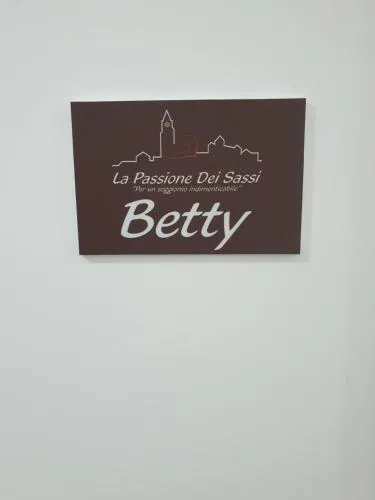 La Passione Dei Sassi
"Per un soggiorno indimenticabile"
Betty